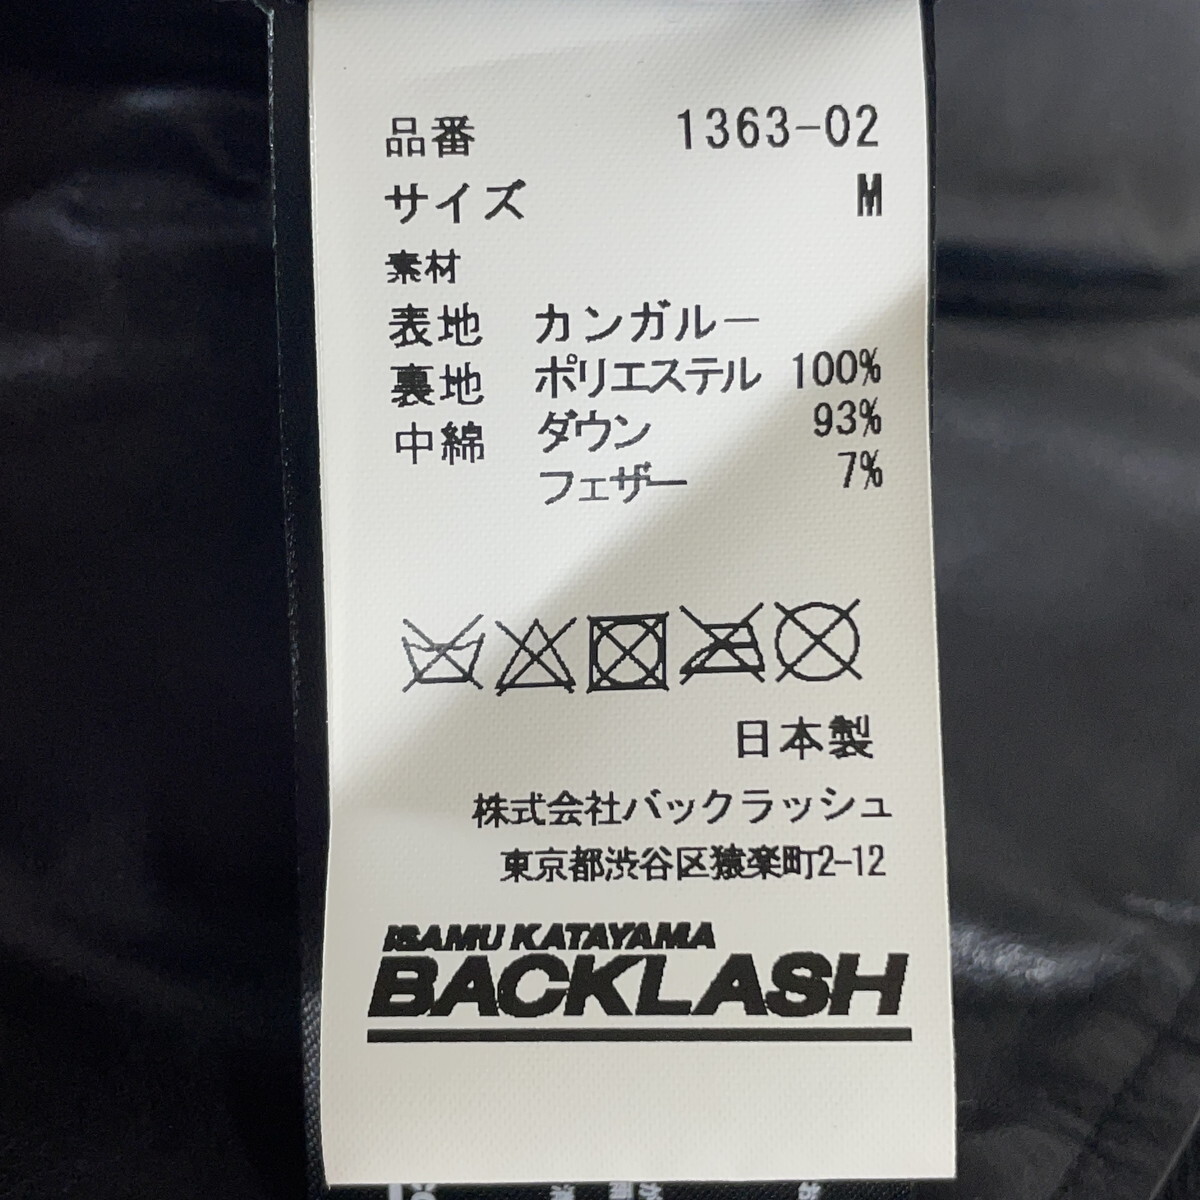 品番 1363-02
サイズ M
素材
表地 カンガルー
裏地 ポリエステル 100%
中綿 ダウン 93%
フェザー 7%
日本製
株式会社バックラッシュ
東京都渋谷区猿楽町2-12
ISAMU KATAYAMA
BACKLASH